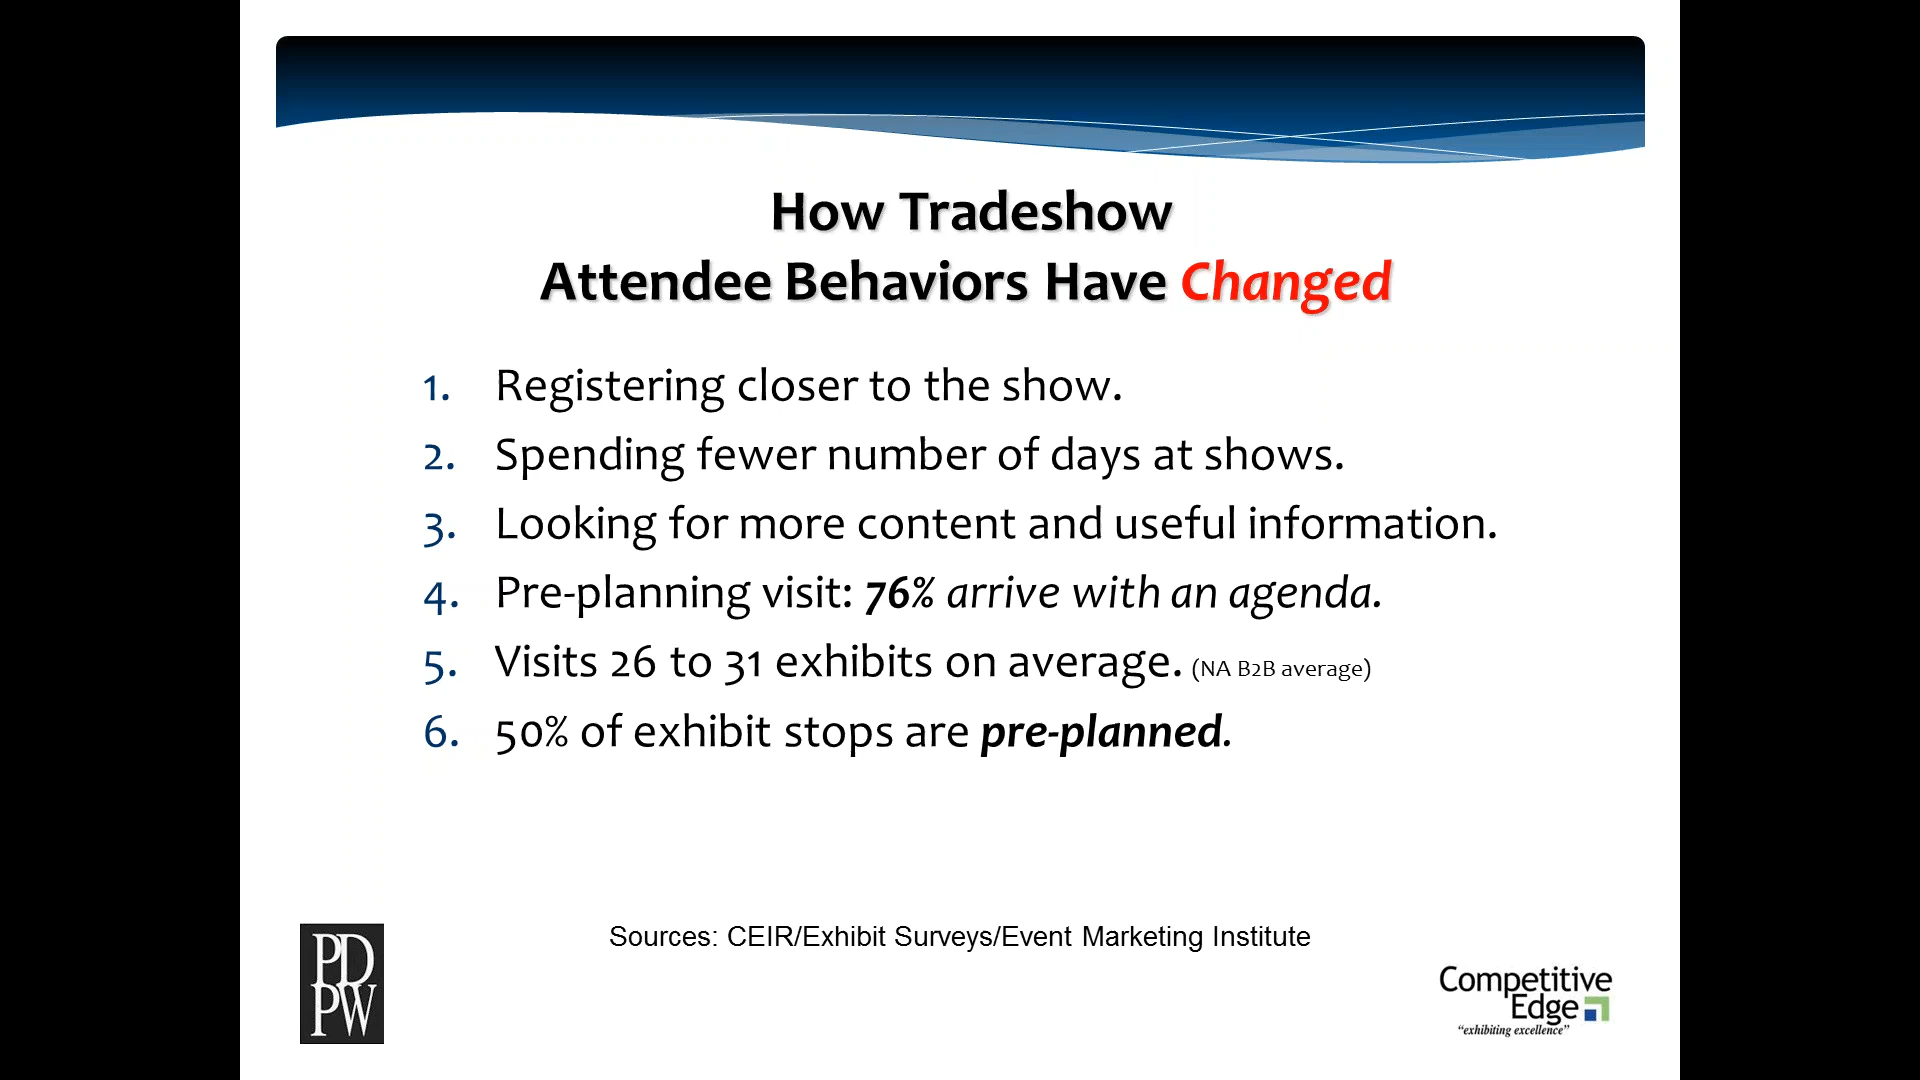 How Tradeshow
Attendee Behaviors Have Changed
1. Registering closer to the show.
2. Spending fewer number of days at shows.
3. Looking for more content and useful information.
4. Pre-planning visit: 76% arrive with an agenda.
5. Visits 26 to 31 exhibits on average. (NA B2B average)
6. 50% of exhibit stops are pre-planned.
Sources: CEIR/Exhibit Surveys/Event Marketing Institute
PD
PW
Competitive
Edge
"exhibiting excellence"